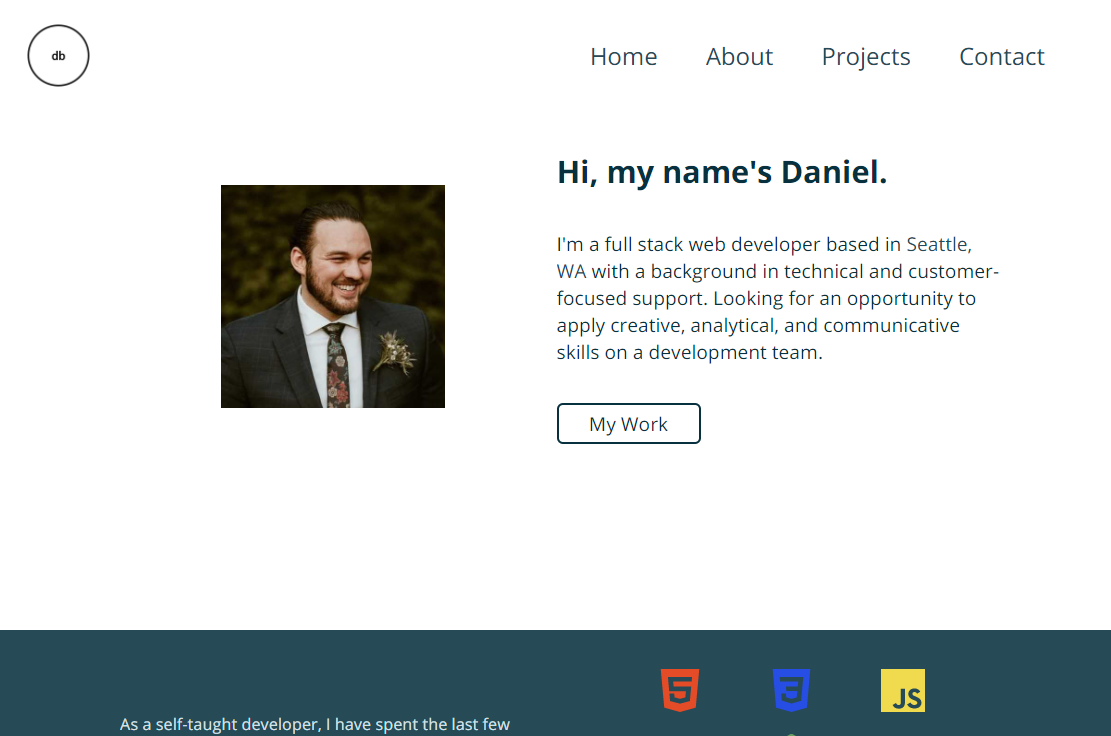 db
Home About Projects Contact
Hi, my name's Daniel.
I'm a full stack web developer based in Seattle,
WA with a background in technical and customer-
focused support. Looking for an opportunity to
apply creative, analytical, and communicative
skills on a development team.
My Work
5 3 JS
As a self-taught developer, I have spent the last few